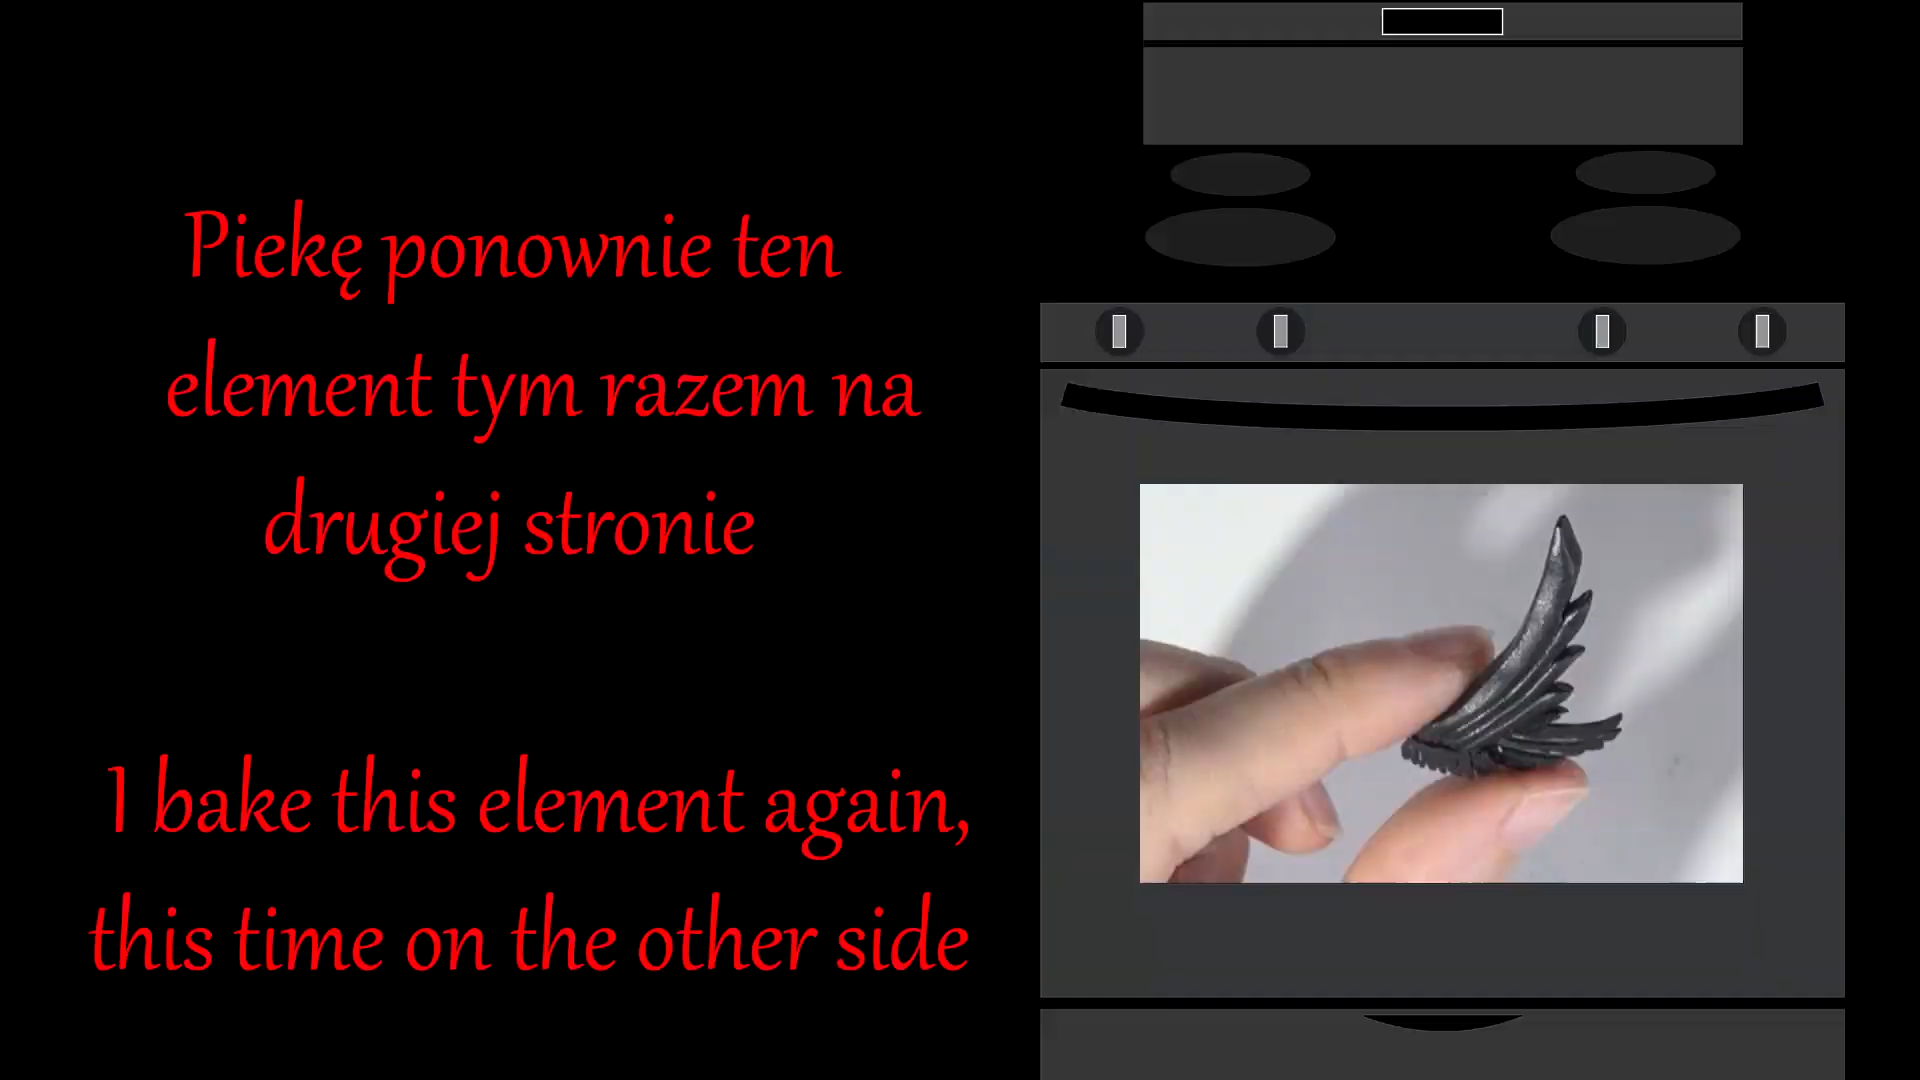 Piekę ponownie ten
element tym razem na
drugiej stronie
I bake this element again,
this time on the other side